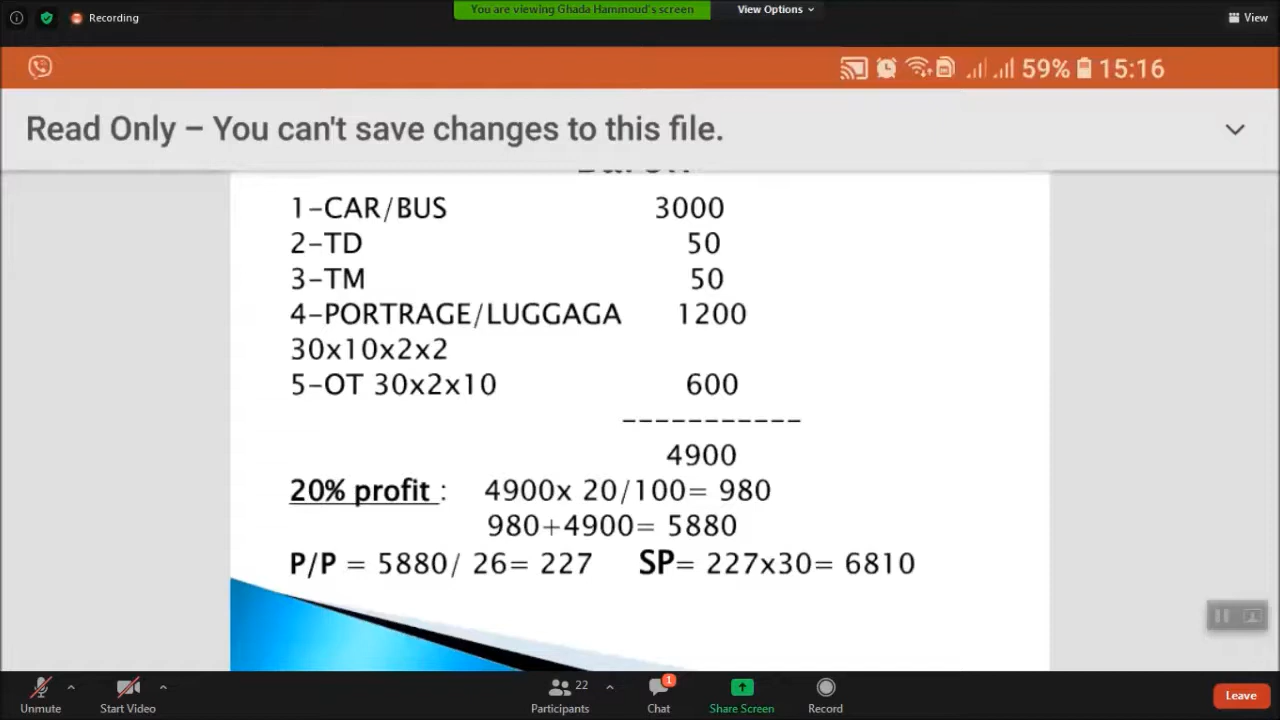 Recording
You are viewing Ghada Hammoud's screen
View Options
View
59% 15:16
Read Only – You can't save changes to this file.
1-CAR/BUS 3000
2-TD 50
3-TM 50
4-PORTRAGE/LUGGAGA 1200
30x10x2x2
5-OT 30x2x10 600
-----------
4900
20% profit : 4900x 20/100= 980
980+4900= 5880
P/P = 5880/ 26= 227 SP= 227x30= 6810
Unmute
Start Video
22
Participants
1
Chat
Share Screen
Record
Leave